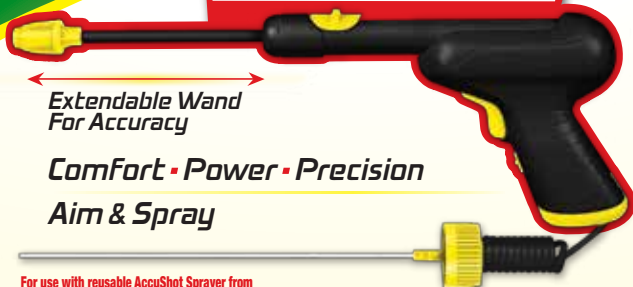 Extendable Wand
For Accuracy
Comfort • Power • Precision
Aim & Spray
For use with reusable AccuShot Sprayer from